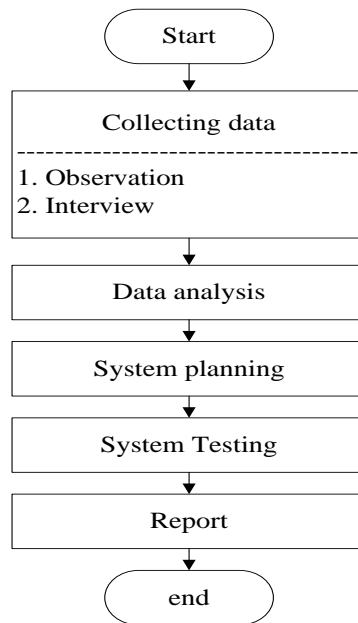 Start
Collecting data
1. Observation
2. Interview
Data analysis
System planning
System Testing
Report
end